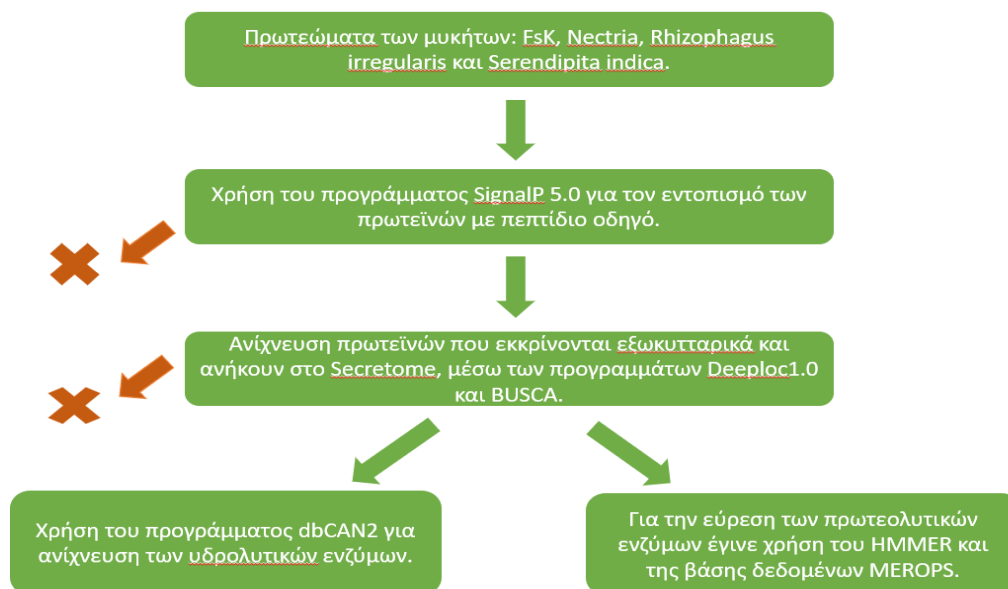 Πρωτεώματα των μυκήτων: FsK, Nectria, Rhizophagus
irregularis και Serendipita indica.
Χρήση του προγράμματος SignalP 5.0 για τον εντοπισμό των
πρωτεϊνών με πεπτίδιο οδηγό.
Ανίχνευση πρωτεϊνών που εκκρίνονται εξωκυτταρικά και
ανήκουν στο Secretome, μέσω των προγραμμάτων Deeploc1.0
και BUSCA.
Χρήση του προγράμματος dbCAN2 για
ανίχνευση των υδρολυτικών ενζύμων.
Για την εύρεση των πρωτεολυτικών
ενζύμων έγινε χρήση του HMMER και
της βάσης δεδομένων MEROPS.